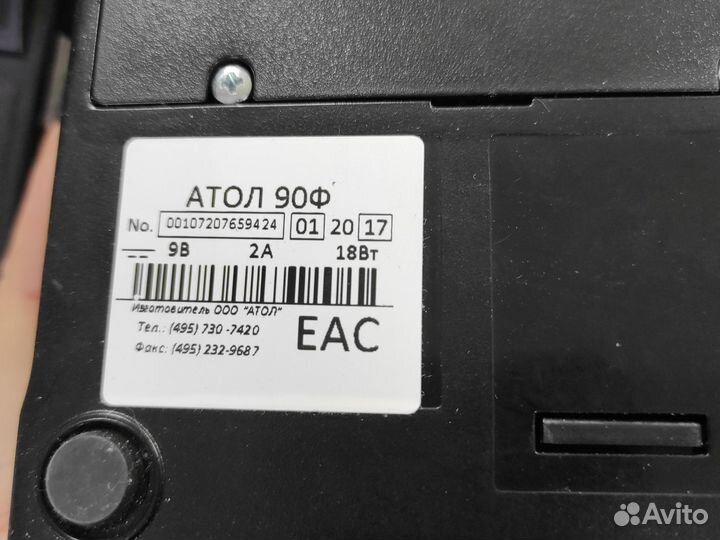 АТОЛ 90Ф
No. 00107207659424 01 20 17
9В 2А 18Вт
Изготовитель ООО "АТОЛ"
Тел.: (495) 730-7420
Факс: (495) 232-9687
EAC
Avito